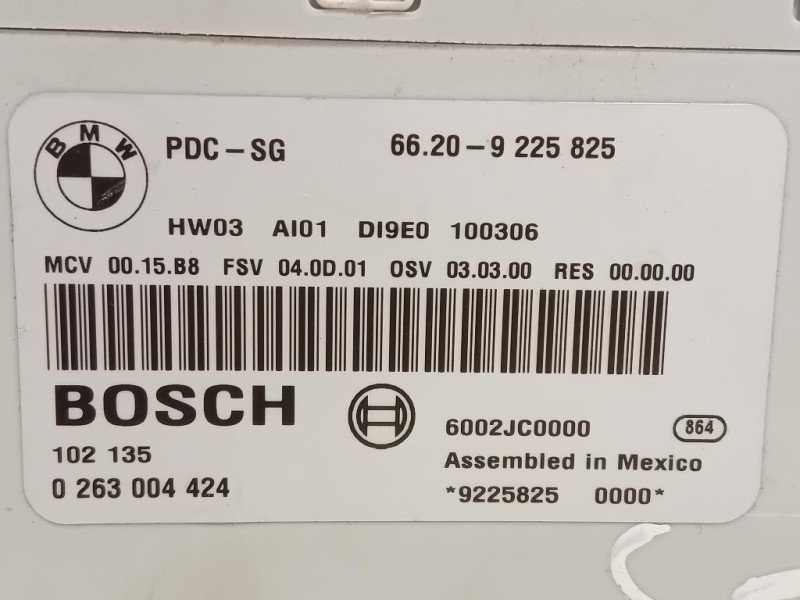 BMW
PDC-SG 66.20-9 225 825
HW03 AI01 DI9E0 100306
MCV 00.15.B8 FSV 04.0D.01 OSV 03.03.00 RES 00.00.00
BOSCH
6002JC0000 864
102 135
Assembled in Mexico
0 263 004 424
*9225825 0000*